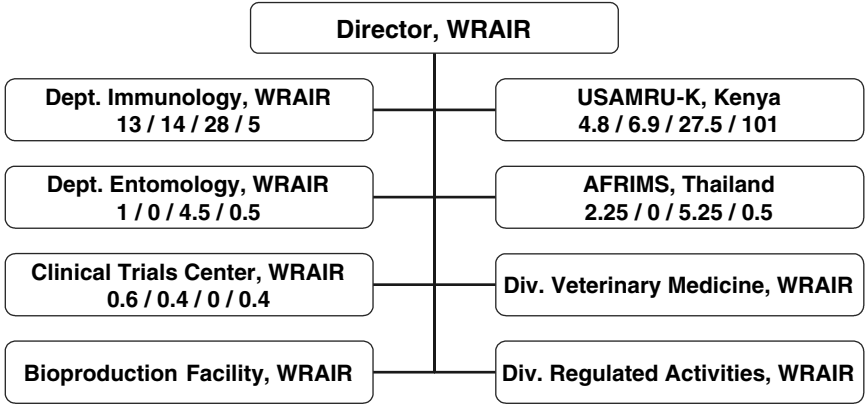 Director, WRAIR
Dept. Immunology, WRAIR
13 / 14 / 28 / 5
USAMRU-K, Kenya
4.8 / 6.9 / 27.5 / 101
Dept. Entomology, WRAIR
1 / 0 / 4.5 / 0.5
AFRIMS, Thailand
2.25 / 0 / 5.25 / 0.5
Clinical Trials Center, WRAIR
0.6 / 0.4 / 0 / 0.4
Div. Veterinary Medicine, WRAIR
Bioproduction Facility, WRAIR
Div. Regulated Activities, WRAIR